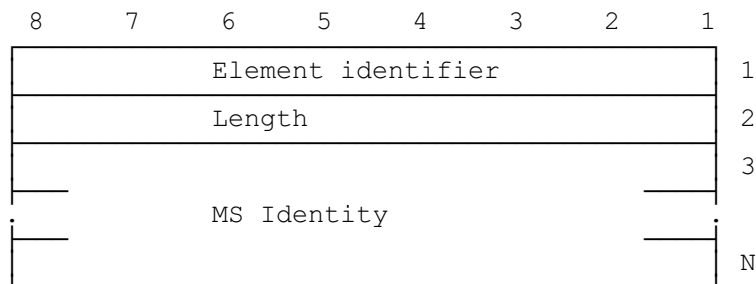 8 7 6 5 4 3 2 1
Element identifier 1
Length 2
3
MS Identity
N